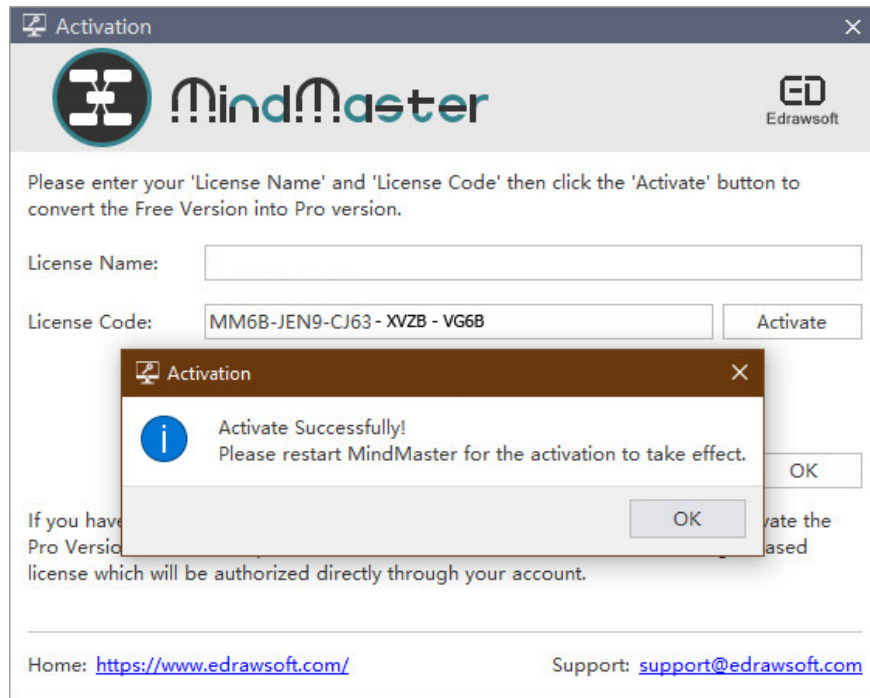 Activation
MindMaster
ED
Edrawsoft
Please enter your 'License Name' and 'License Code' then click the 'Activate' button to
convert the Free Version into Pro version.
License Name:
License Code: MM6B-JEN9-CJ63 - XVZB - VG6B Activate
Activation
Activate Successfully!
Please restart MindMaster for the activation to take effect.
OK
OK
If you have vate the
Pro Versio ased
license which will be authorized directly through your account.
Home: https://www.edrawsoft.com/ Support: support@edrawsoft.com